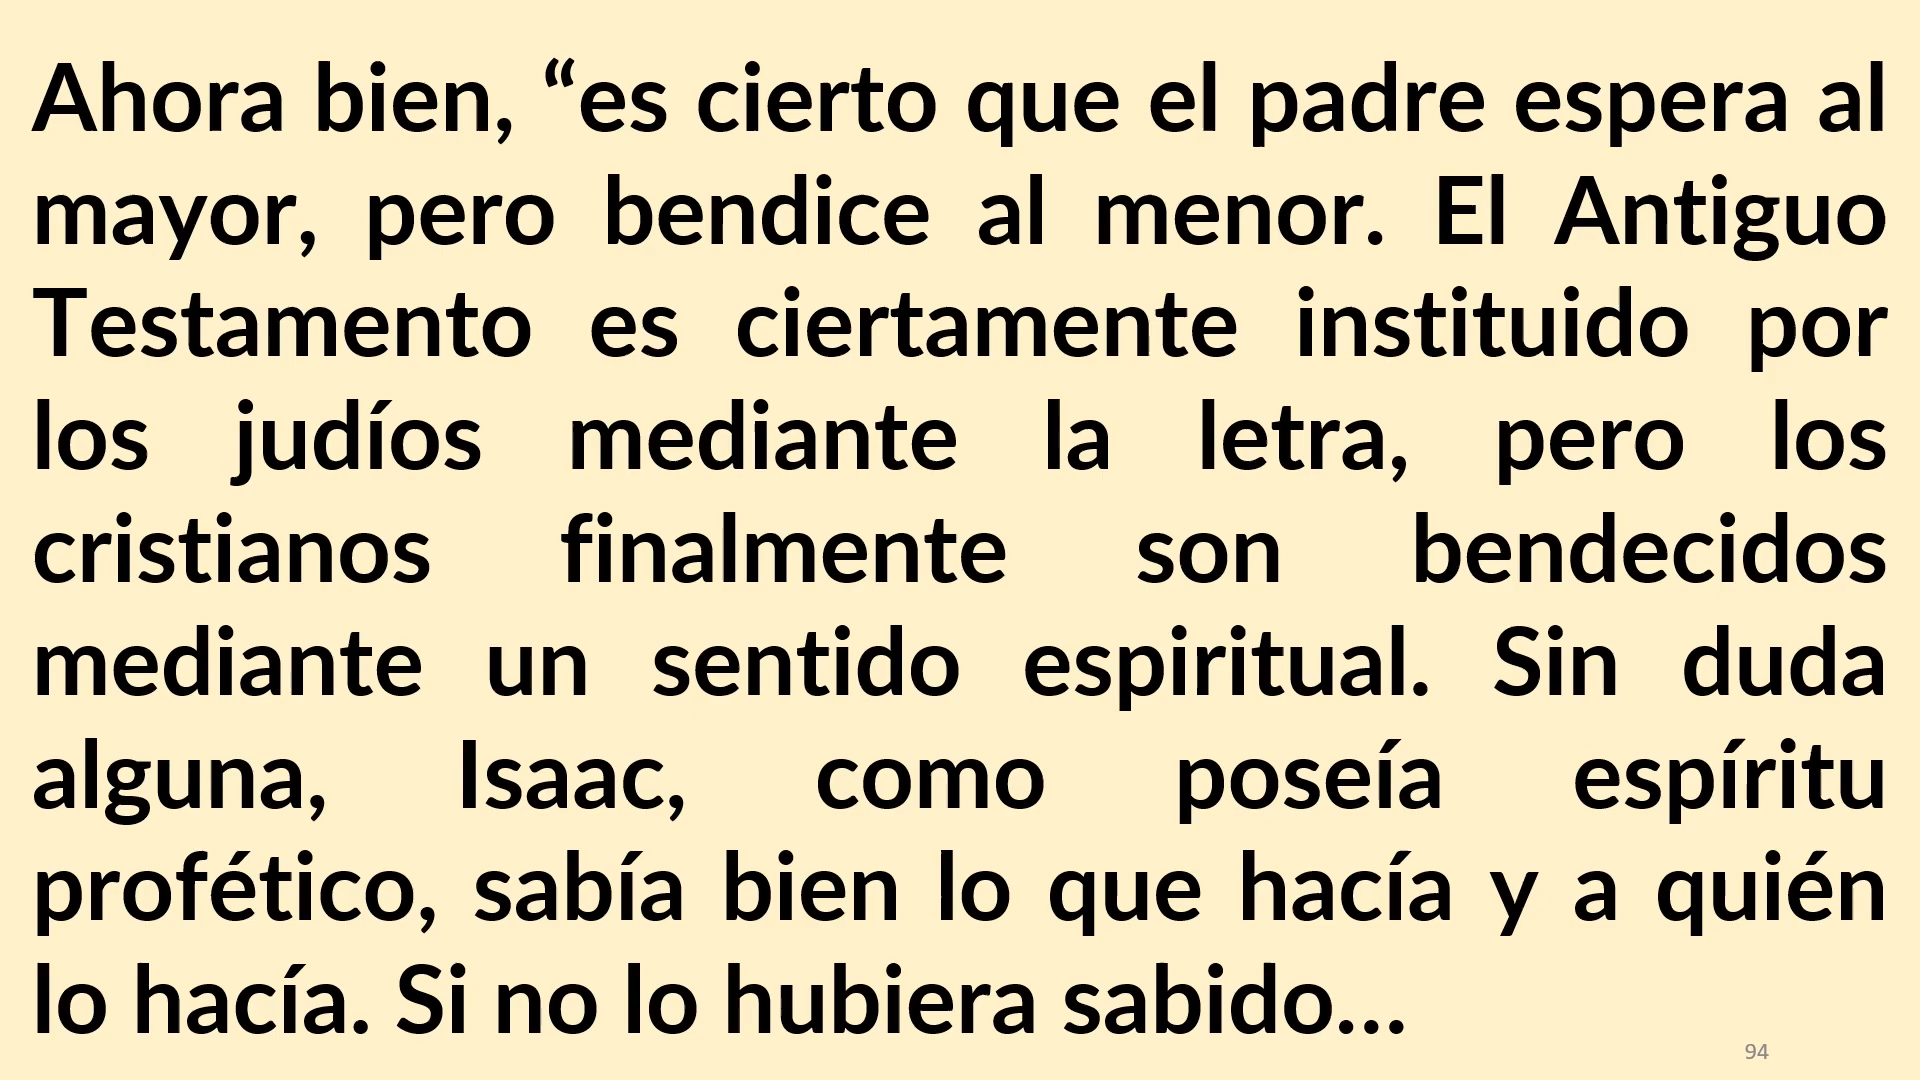 Ahora bien, “es cierto que el padre espera al
mayor, pero bendice al menor. El Antiguo
Testamento es ciertamente instituido por
los judíos mediante la letra, pero los
cristianos finalmente son bendecidos
mediante un sentido espiritual. Sin duda
alguna, Isaac, como poseía espíritu
profético, sabía bien lo que hacía y a quién
lo hacía. Si no lo hubiera sabido…
94